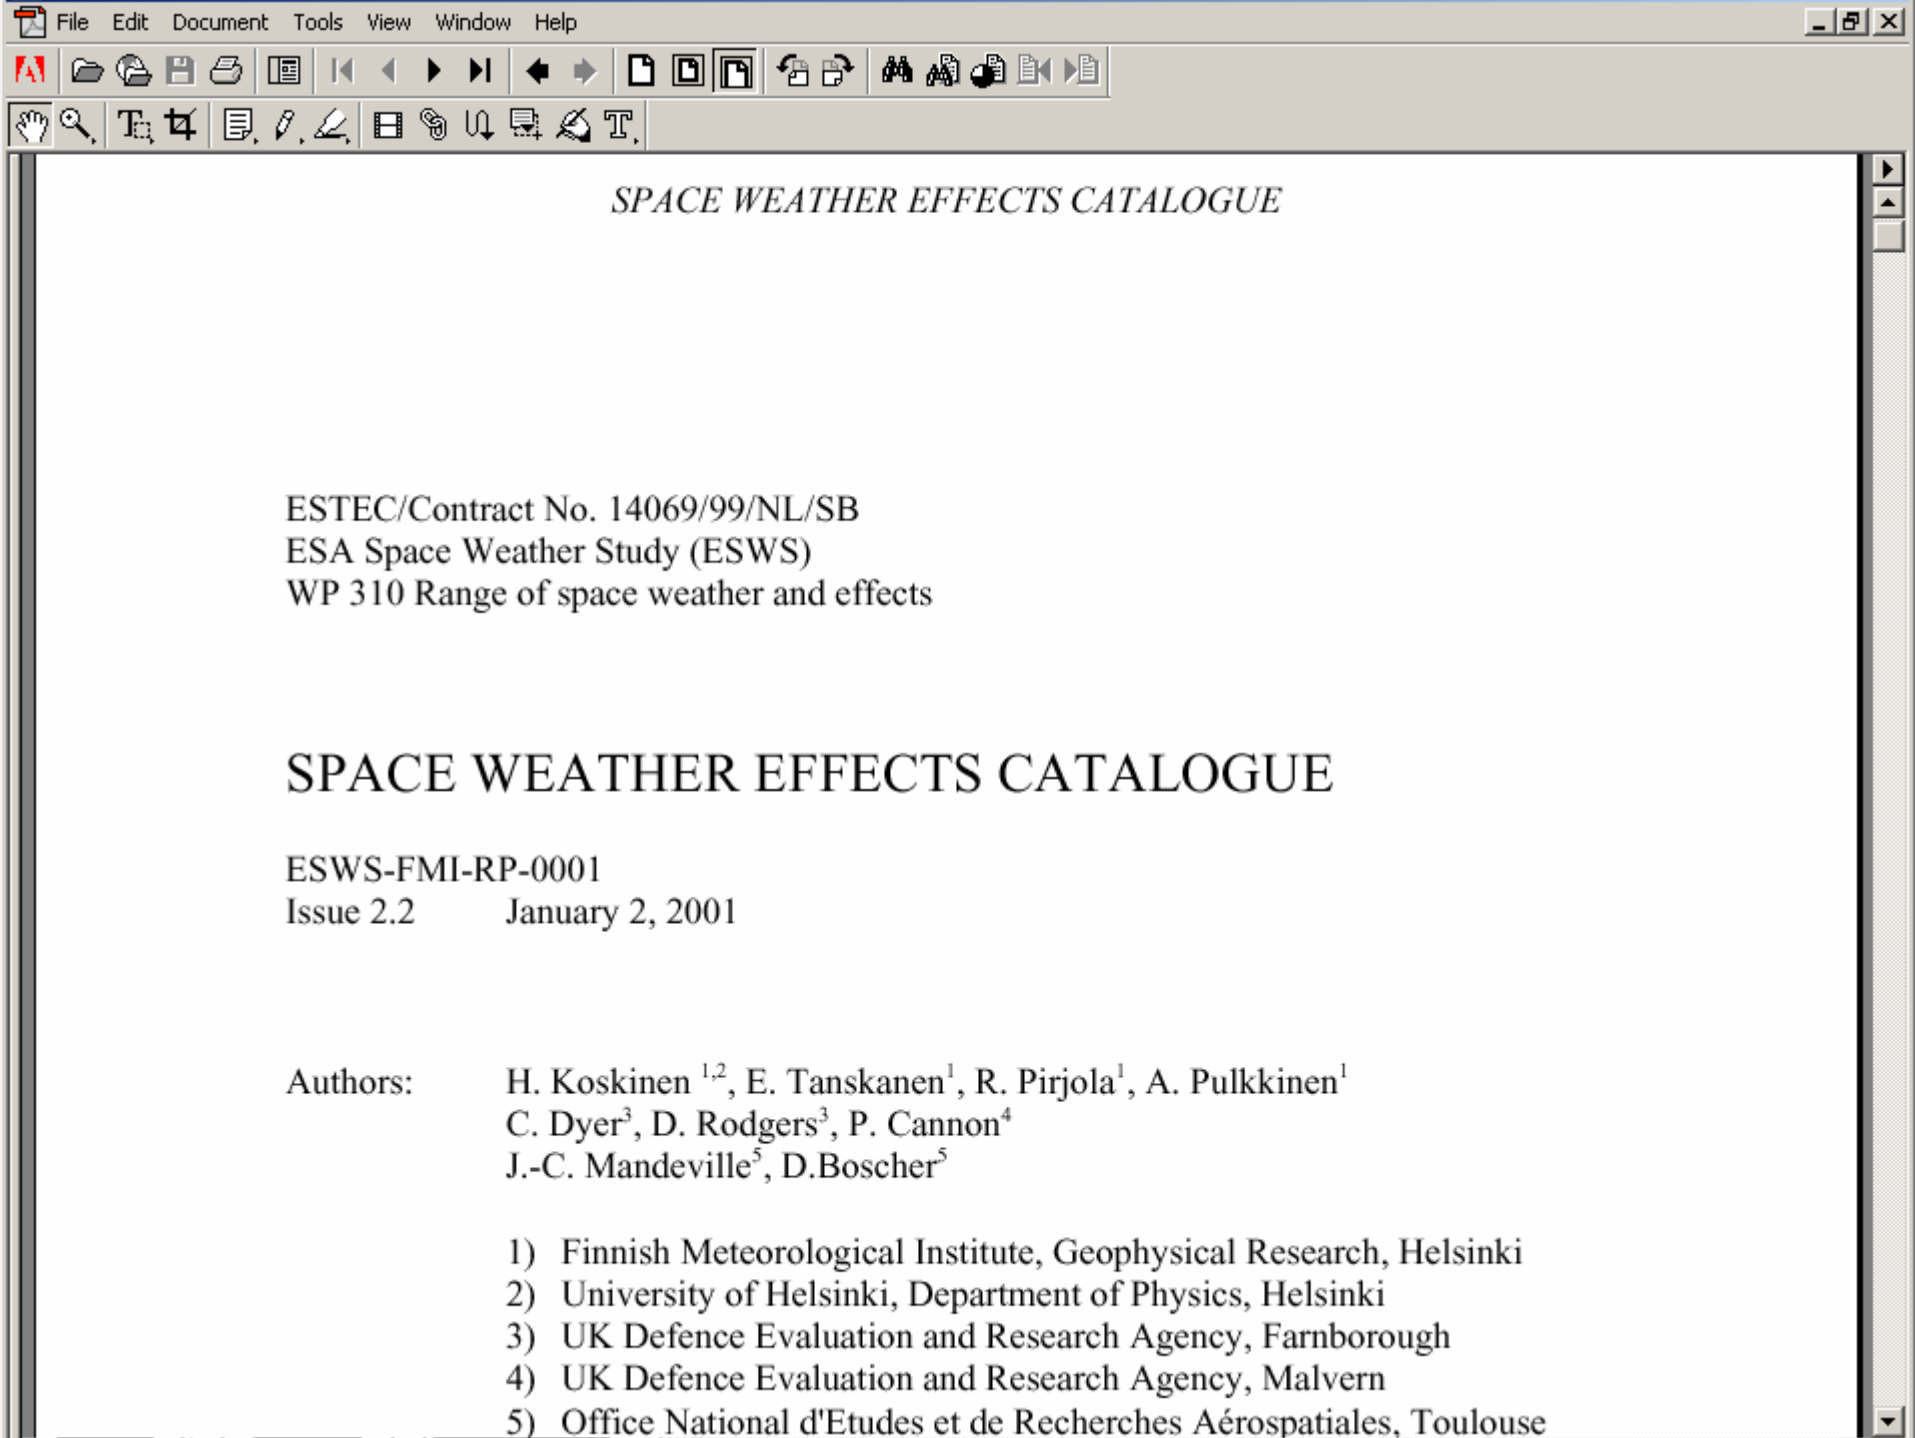 File Edit Document Tools View Window Help
SPACE WEATHER EFFECTS CATALOGUE
ESTEC/Contract No. 14069/99/NL/SB
ESA Space Weather Study (ESWS)
WP 310 Range of space weather and effects
SPACE WEATHER EFFECTS CATALOGUE
ESWS-FMI-RP-0001
Issue 2.2 January 2, 2001
Authors: H. Koskinen 1,2, E. Tanskanen1, R. Pirjola1, A. Pulkkinen1
C. Dyer3, D. Rodgers3, P. Cannon4
J.-C. Mandeville5, D.Boscher5
1) Finnish Meteorological Institute, Geophysical Research, Helsinki
2) University of Helsinki, Department of Physics, Helsinki
3) UK Defence Evaluation and Research Agency, Farnborough
4) UK Defence Evaluation and Research Agency, Malvern
5) Office National d'Etudes et de Recherches Aérospatiales, Toulouse